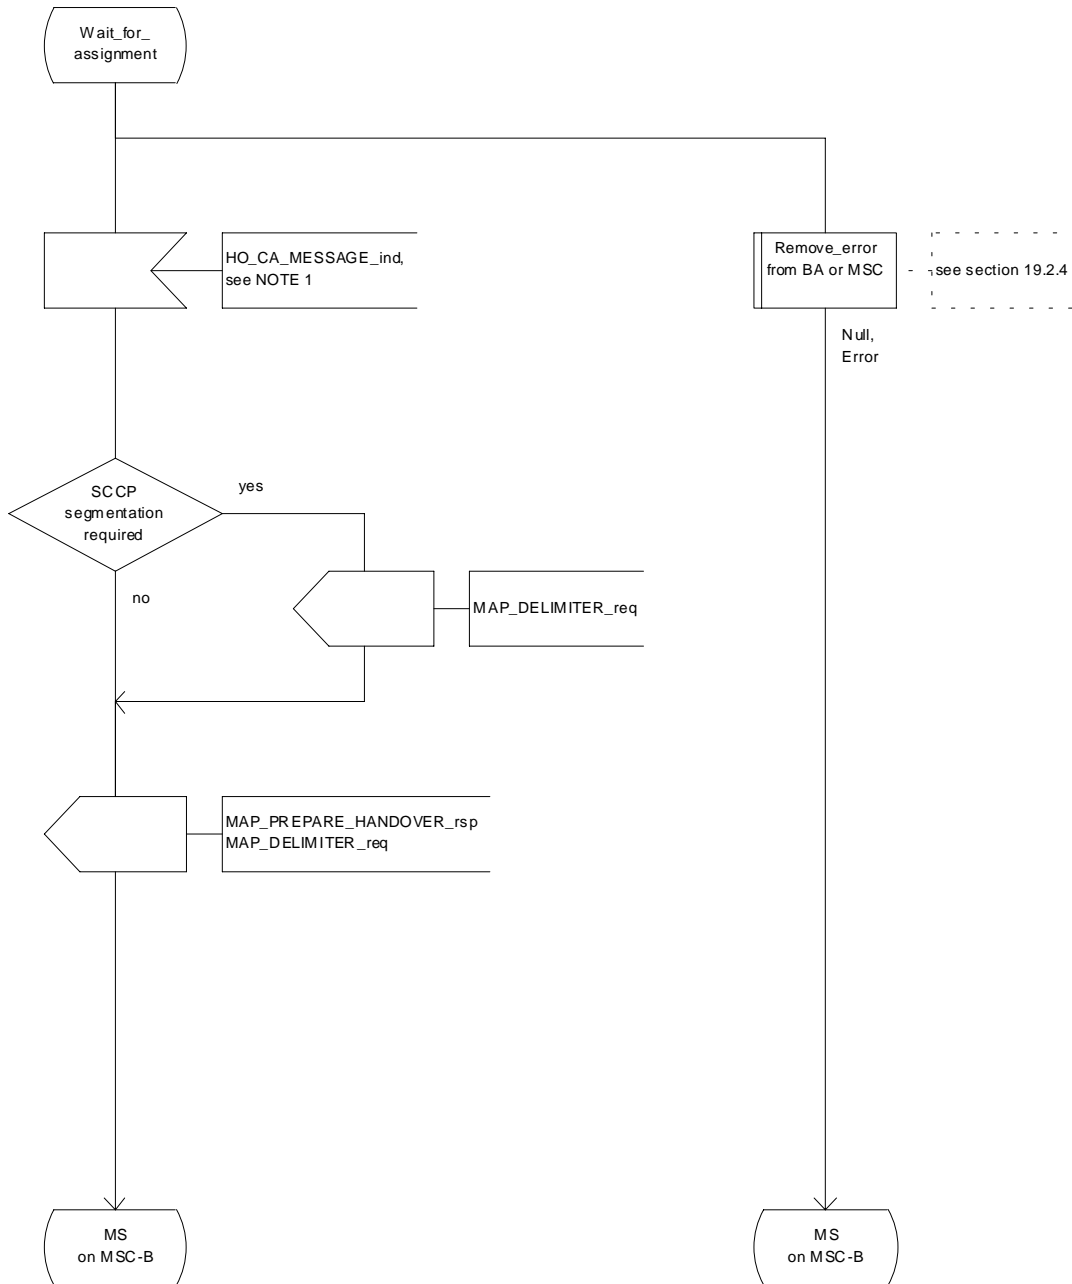 Wait_for_
assignment
HO_CA_MESSAGE_ind,
see NOTE 1
Remove_error
from BA or MSC
see section 19.2.4
Null,
Error
SCCP
segmentation
required
yes
no
MAP_DELIMITER_req
MAP_PREPARE_HANDOVER_rsp
MAP_DELIMITER_req
MS
on MSC-B
MS
on MSC-B